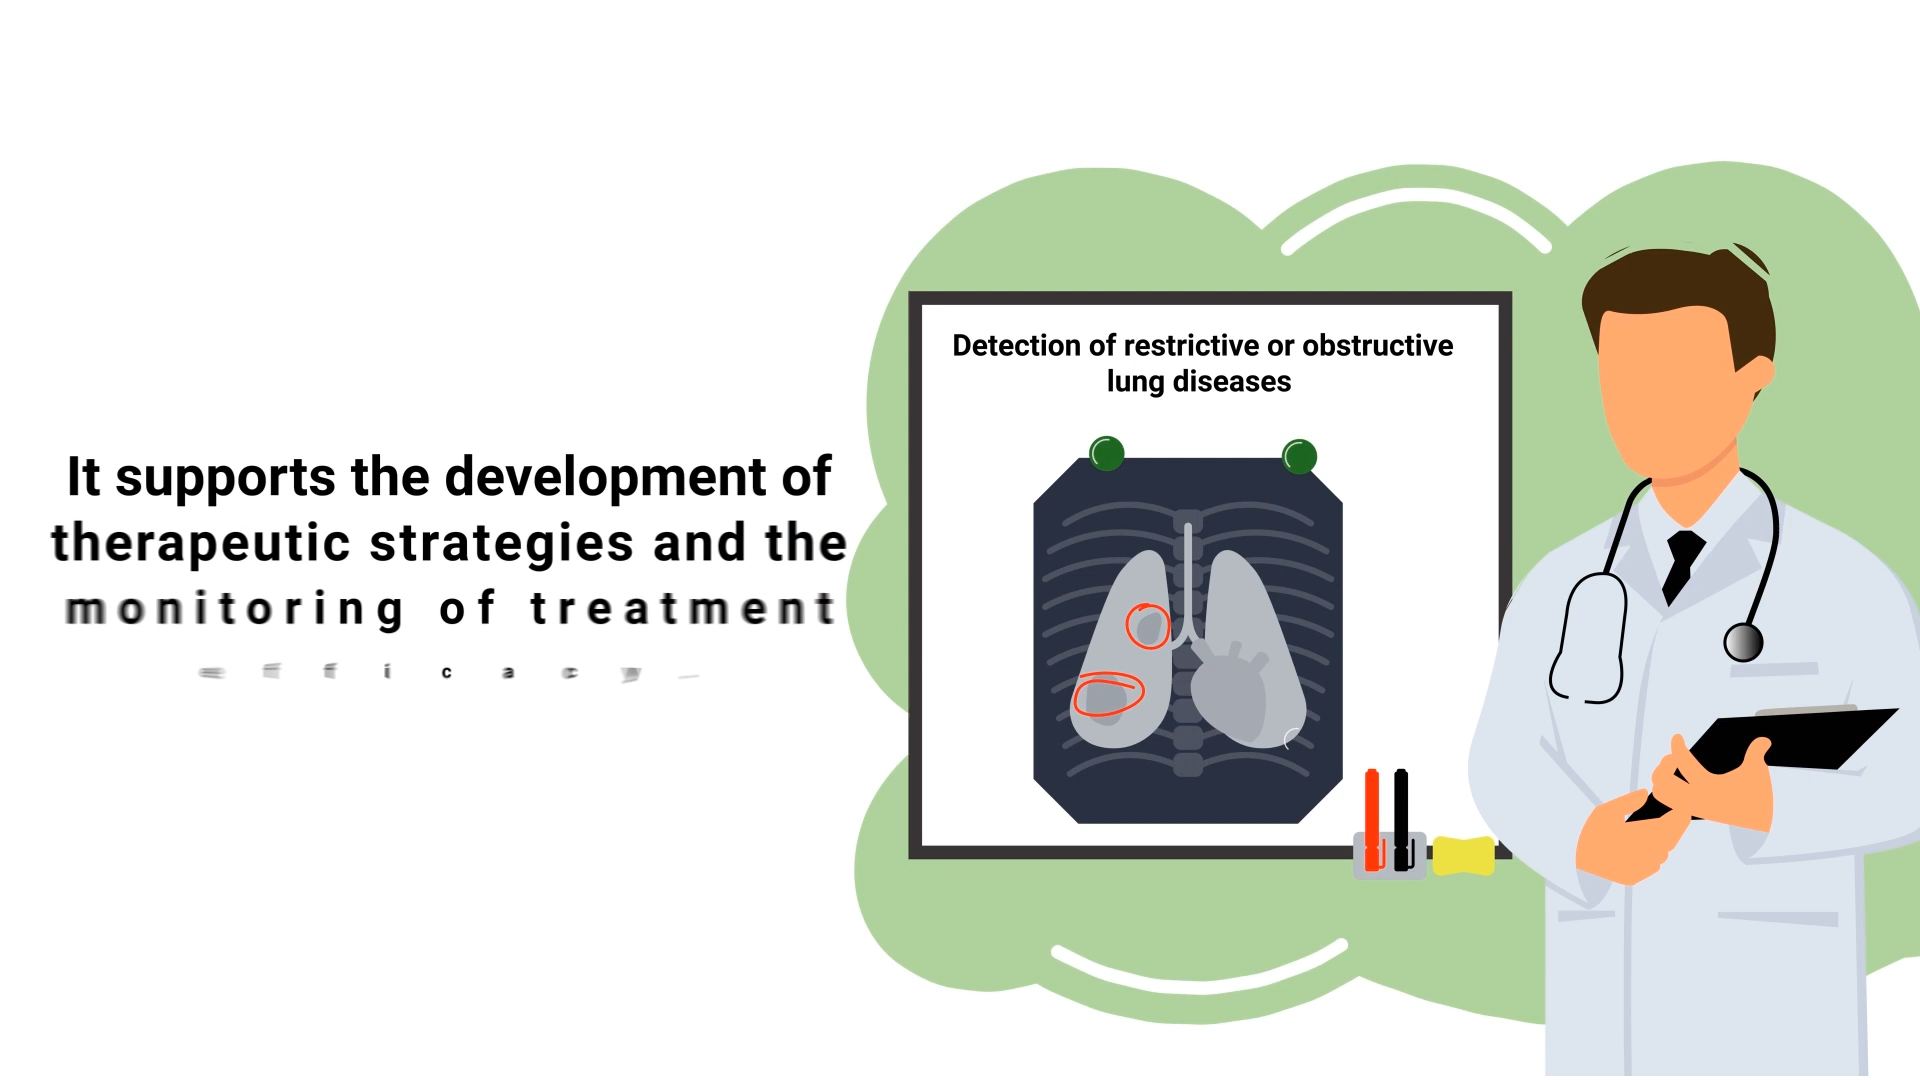 It supports the development of
therapeutic strategies and the
monitoring of treatment
efficacy
Detection of restrictive or obstructive
lung diseases